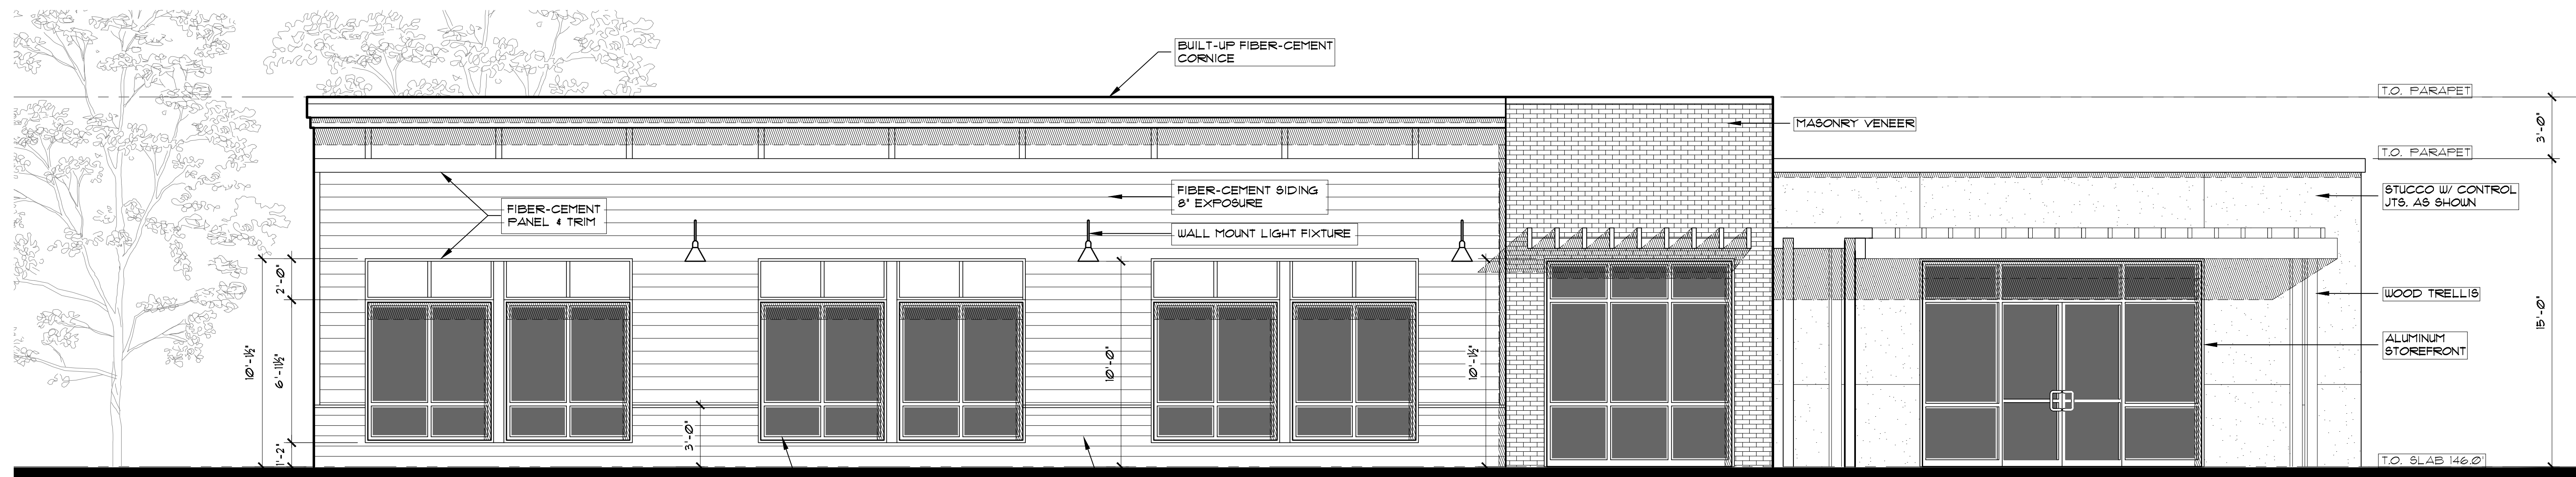 BUILT-UP FIBER-CEMENT
CORNICE
T.O. PARAPET
MASONRY VENEER
3'-0"
T.O. PARAPET
FIBER-CEMENT SIDING
8" EXPOSURE
STUCCO W/ CONTROL
JTS. AS SHOWN
FIBER-CEMENT
PANEL & TRIM
WALL MOUNT LIGHT FIXTURE
2'-0"
WOOD TRELLIS
15'-0"
ALUMINUM
STOREFRONT
10'-1½"
6'-11½"
10'-0"
10'-1½"
3'-0"
1'-2"
T.O. SLAB 146.0'